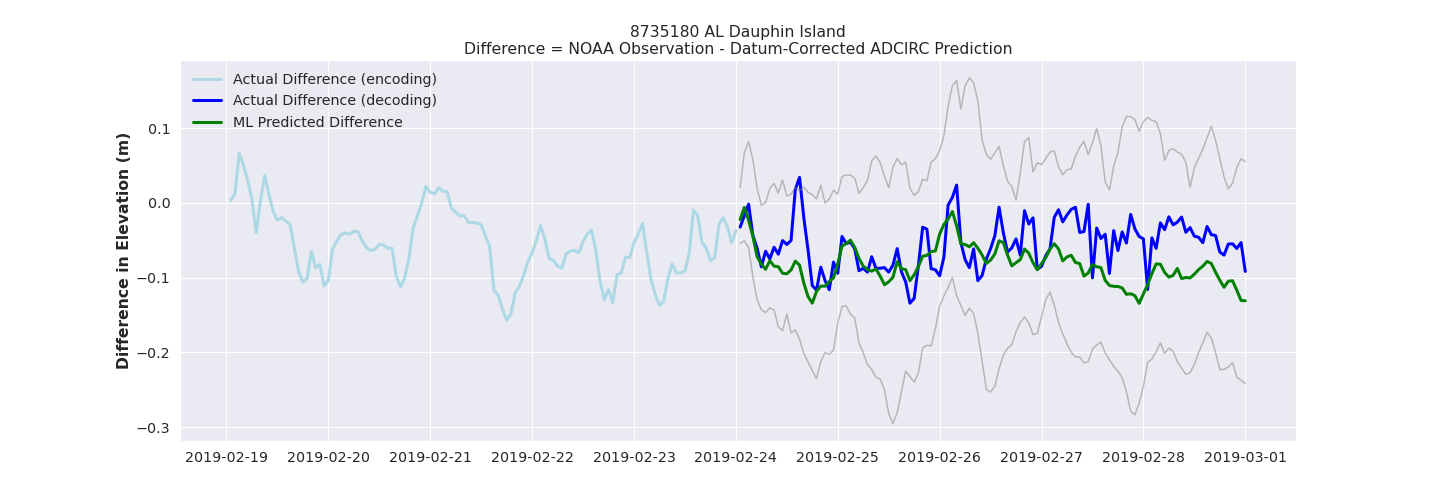 8735180 AL Dauphin Island
Difference = NOAA Observation - Datum-Corrected ADCIRC Prediction
Actual Difference (encoding)
Actual Difference (decoding)
ML Predicted Difference
Difference in Elevation (m)
0.1
0.0
−0.1
−0.2
−0.3
2019-02-19 2019-02-20 2019-02-21 2019-02-22 2019-02-23 2019-02-24 2019-02-25 2019-02-26 2019-02-27 2019-02-28 2019-03-01